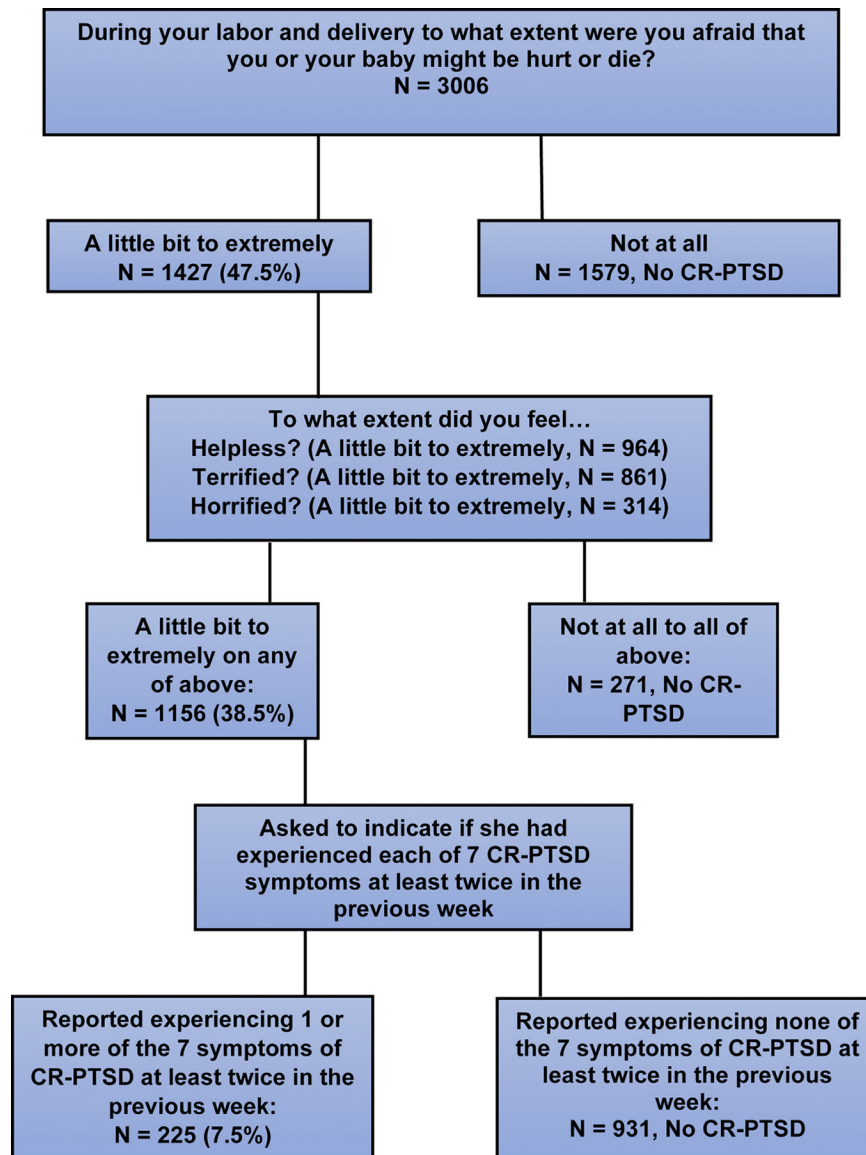 During your labor and delivery to what extent were you afraid that
you or your baby might be hurt or die?
N = 3006
A little bit to extremely
N = 1427 (47.5%)
Not at all
N = 1579, No CR-PTSD
To what extent did you feel…
Helpless? (A little bit to extremely, N = 964)
Terrified? (A little bit to extremely, N = 861)
Horrified? (A little bit to extremely, N = 314)
A little bit to
extremely on any
of above:
N = 1156 (38.5%)
Not at all to all of
above:
N = 271, No CR-
PTSD
Asked to indicate if she had
experienced each of 7 CR-PTSD
symptoms at least twice in the
previous week
Reported experiencing 1 or
more of the 7 symptoms of
CR-PTSD at least twice in the
previous week:
N = 225 (7.5%)
Reported experiencing none of
the 7 symptoms of CR-PTSD at
least twice in the previous
week:
N = 931, No CR-PTSD